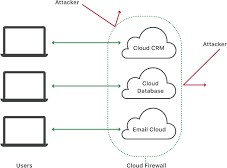 Attacker
Cloud CRM
Attacker
Cloud
Database
Email Cloud
Users
Cloud Firewall